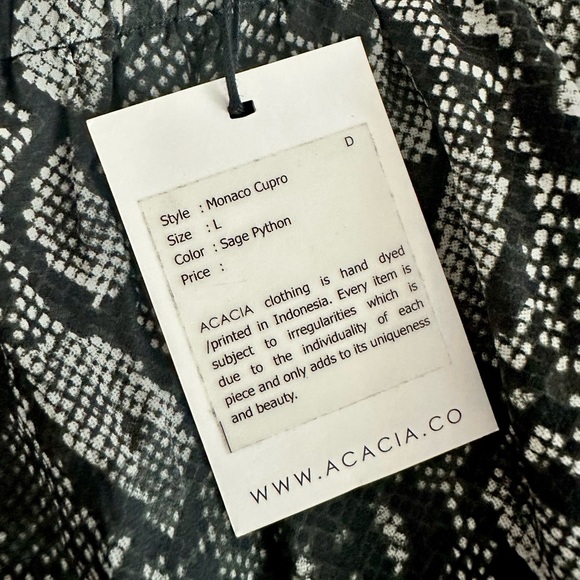 D
Style : Monaco Cupro
Size : L
Color : Sage Python
Price :
ACACIA clothing is hand dyed
/printed in Indonesia. Every item is
subject to irregularities which is
due to the individuality of each
piece and only adds to its uniqueness
and beauty.
WWW.ACACIA.CO